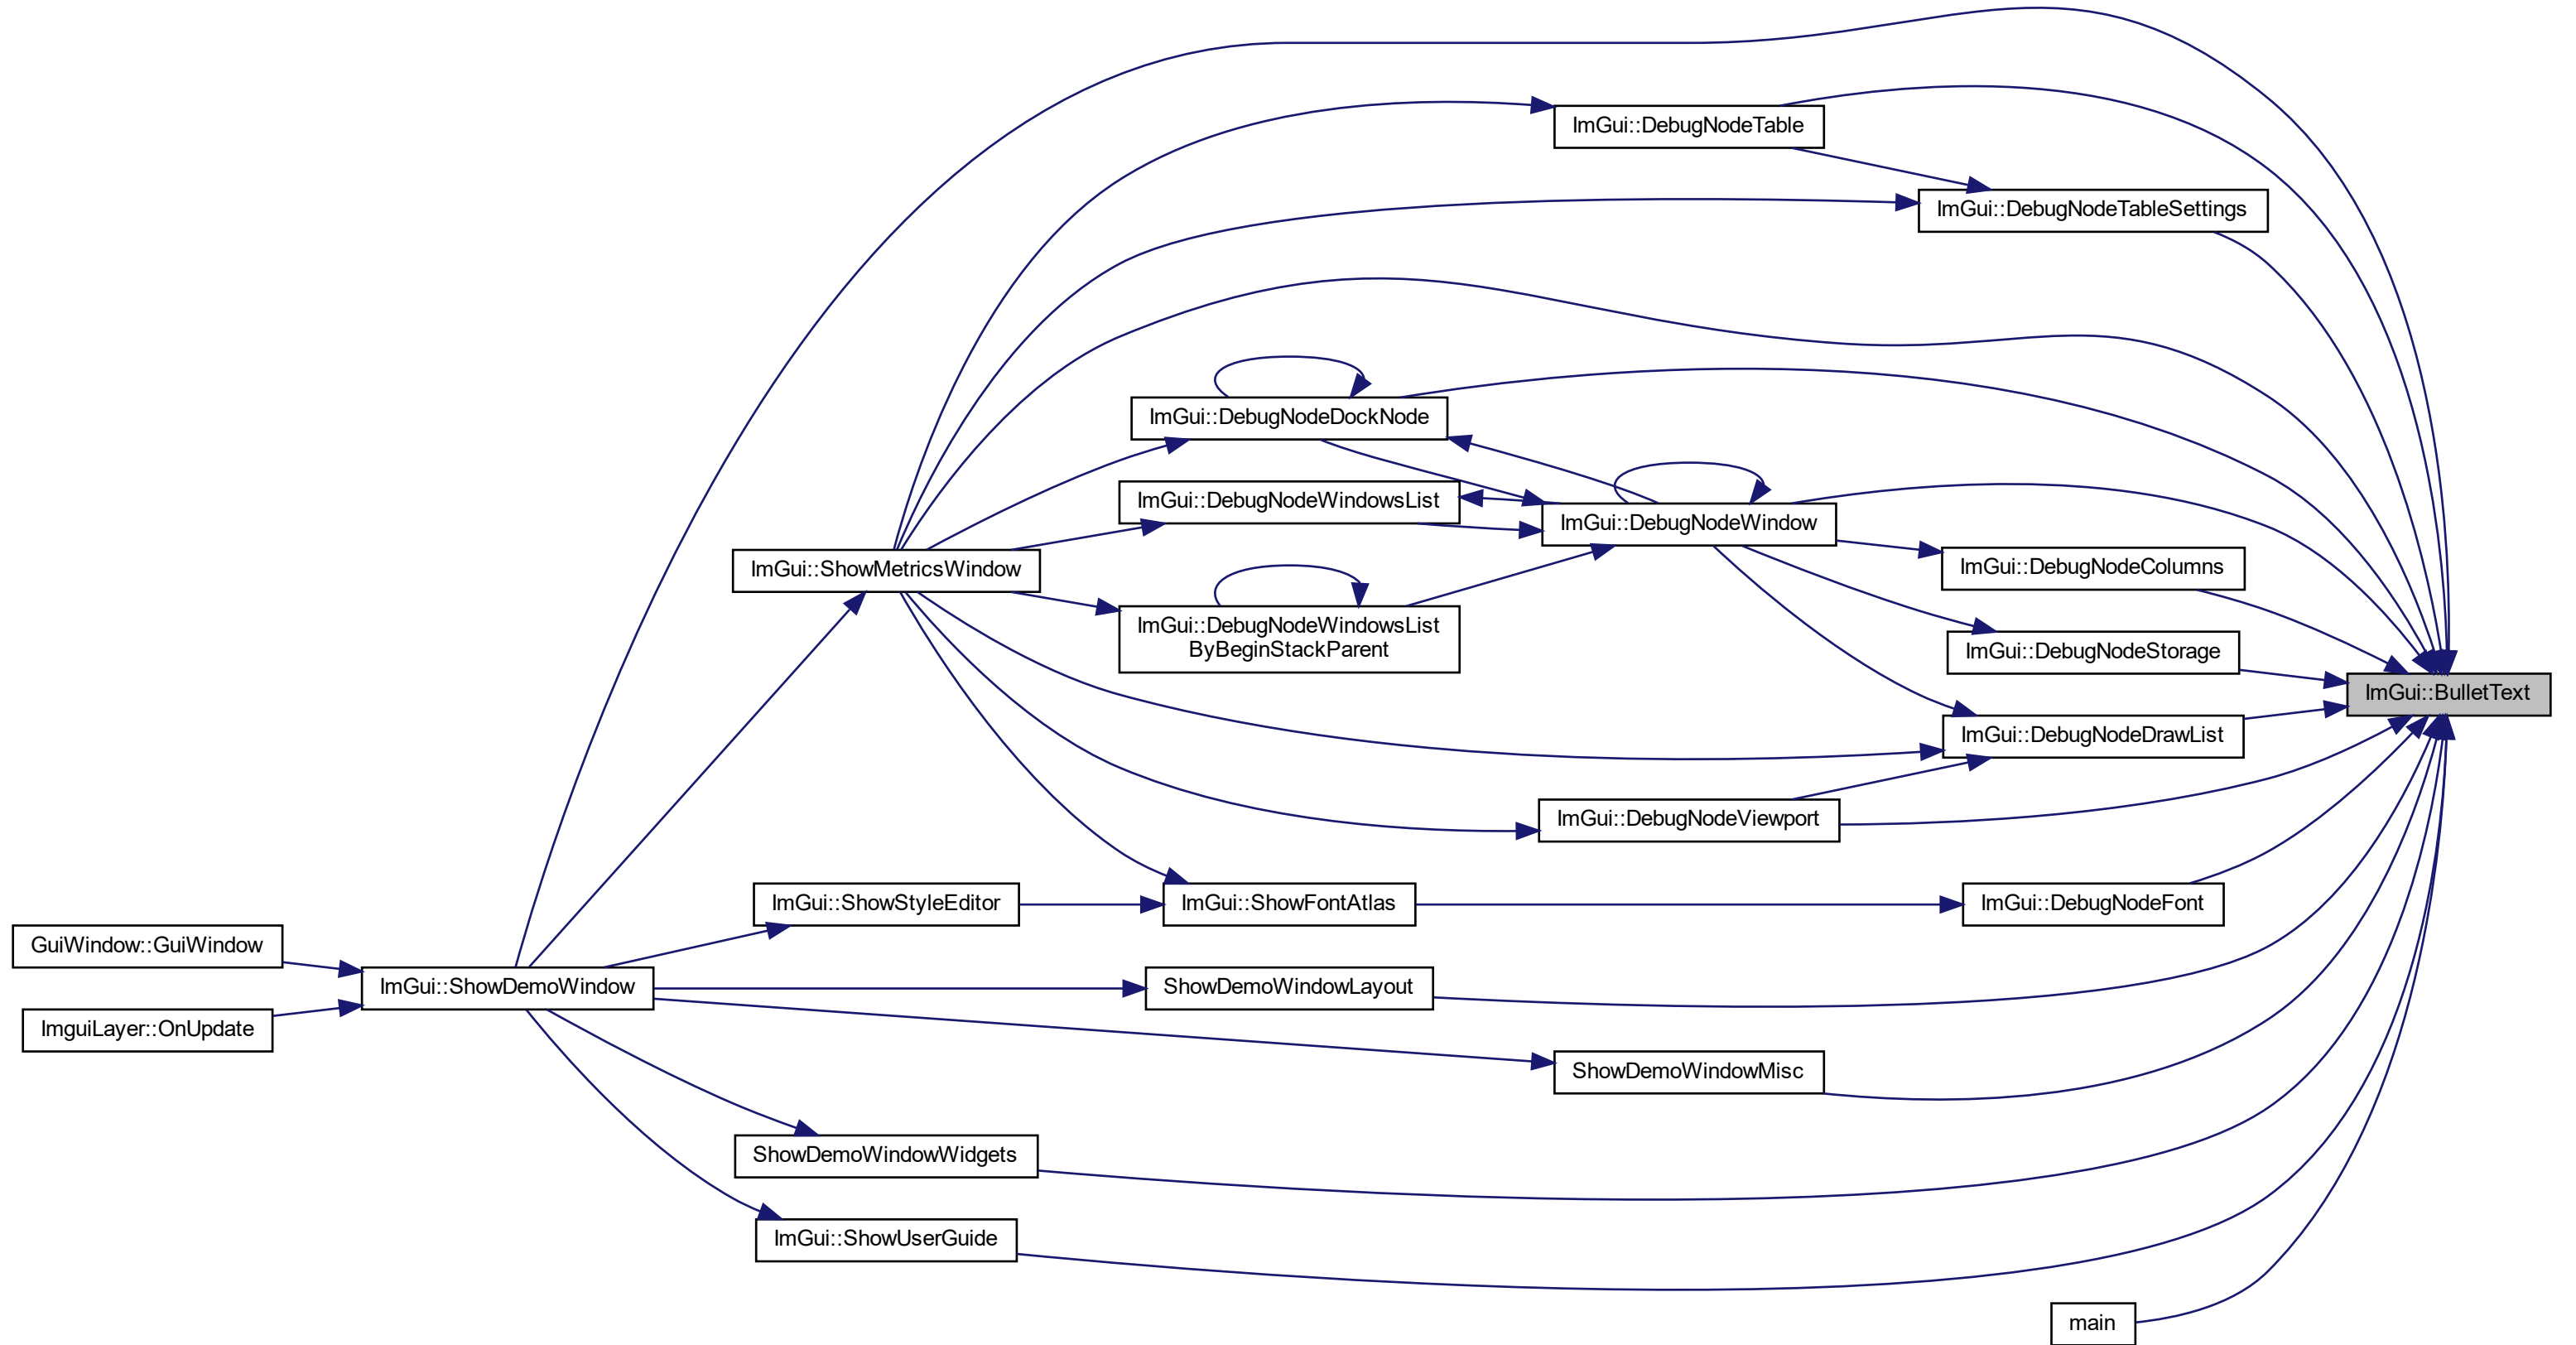 ImGui::DebugNodeTable
ImGui::DebugNodeTableSettings
ImGui::DebugNodeDockNode
ImGui::DebugNodeWindowsList
ImGui::DebugNodeWindow
ImGui::ShowMetricsWindow
ImGui::DebugNodeColumns
ImGui::DebugNodeWindowsList
ByBeginStackParent
ImGui::DebugNodeStorage
ImGui::BulletText
ImGui::DebugNodeDrawList
ImGui::DebugNodeViewport
ImGui::ShowStyleEditor
ImGui::ShowFontAtlas
ImGui::DebugNodeFont
GuiWindow::GuiWindow
ImGui::ShowDemoWindow
ShowDemoWindowLayout
ImguiLayer::OnUpdate
ShowDemoWindowMisc
ShowDemoWindowWidgets
ImGui::ShowUserGuide
main